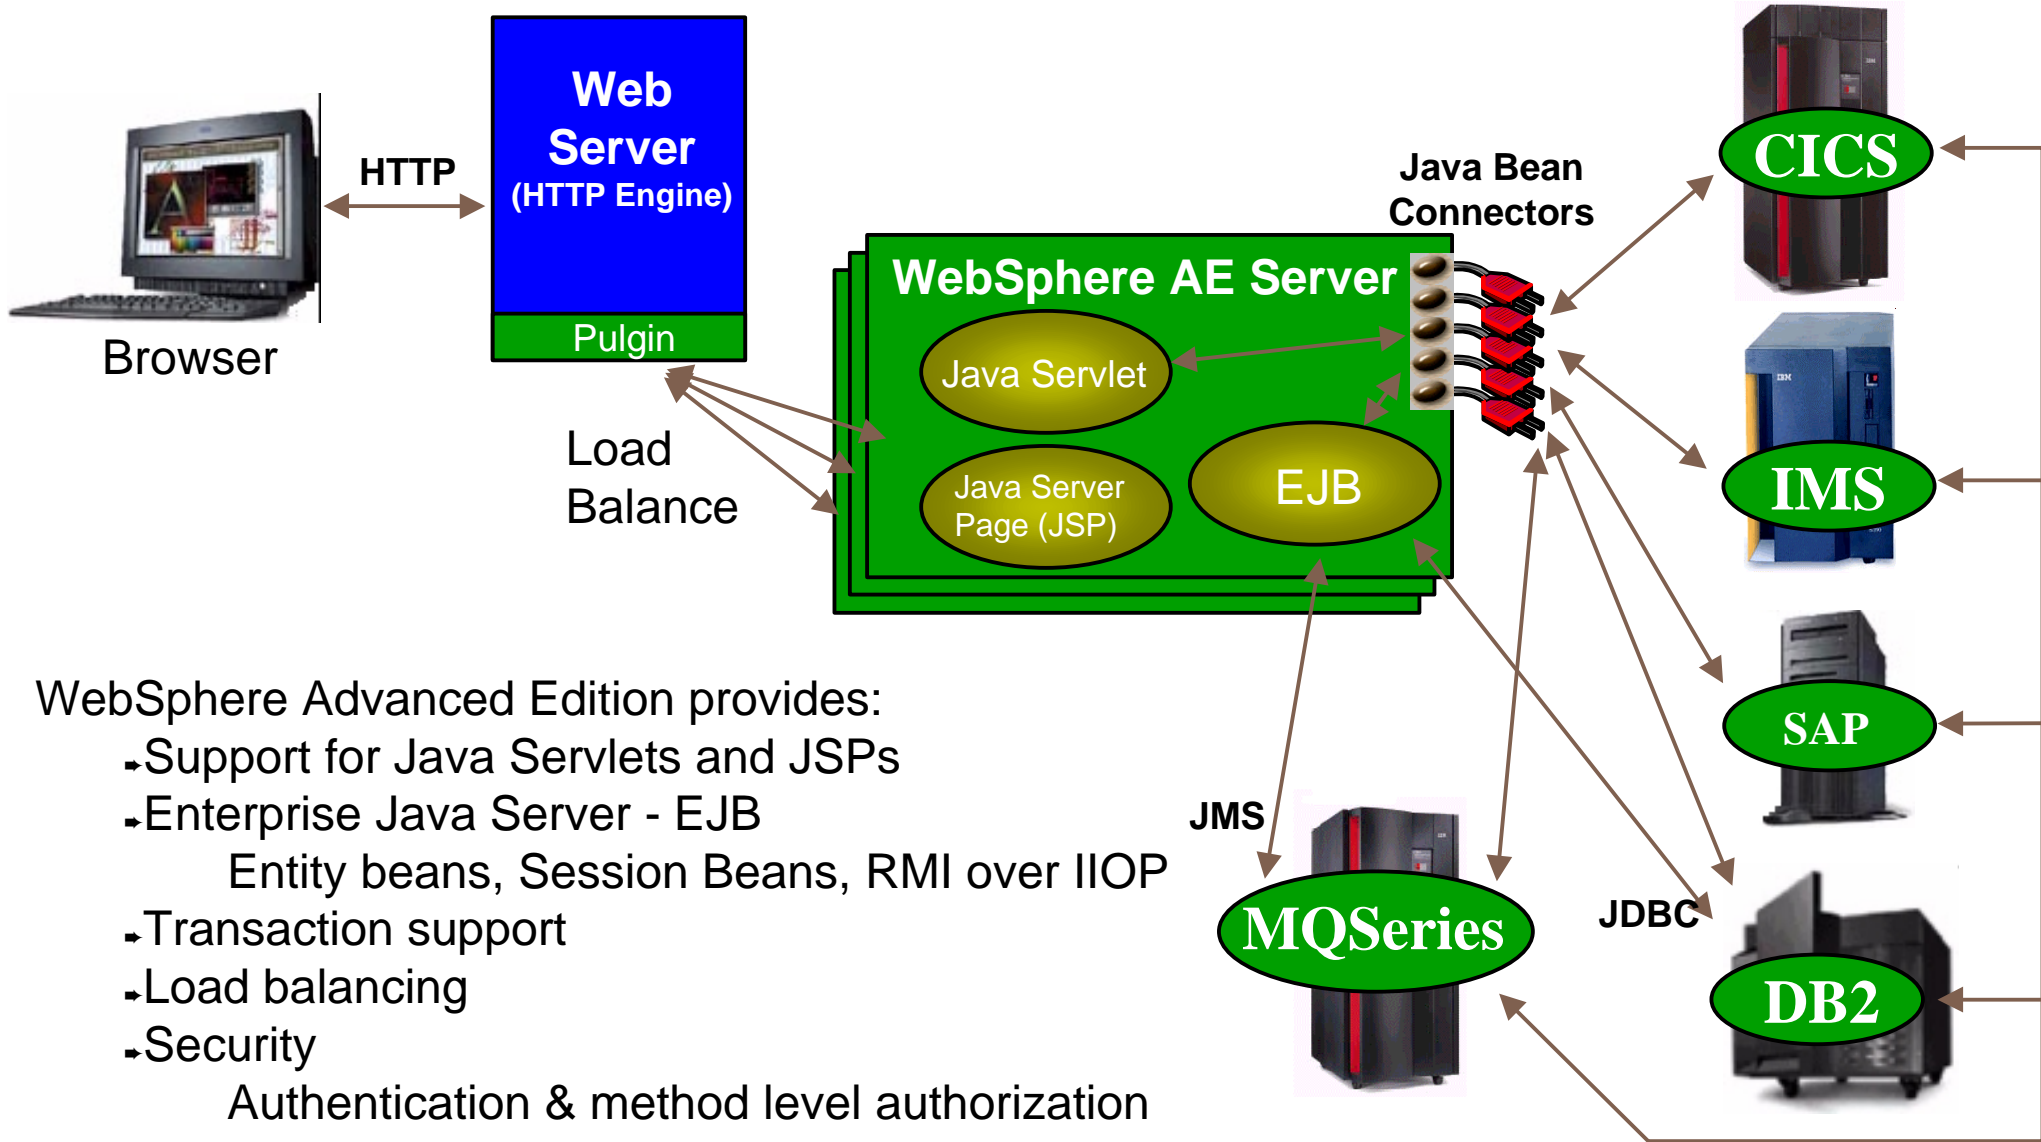 Web
Server
(HTTP Engine)
Pulgin
HTTP
Browser
Load
Balance
WebSphere AE Server
Java Servlet
Java Server
Page (JSP)
EJB
Java Bean
Connectors
CICS
IMS
SAP
DB2
JMS
MQSeries
JDBC
WebSphere Advanced Edition provides:
➨Support for Java Servlets and JSPs
➨Enterprise Java Server - EJB
Entity beans, Session Beans, RMI over IIOP
➨Transaction support
➨Load balancing
➨Security
Authentication & method level authorization
IBM